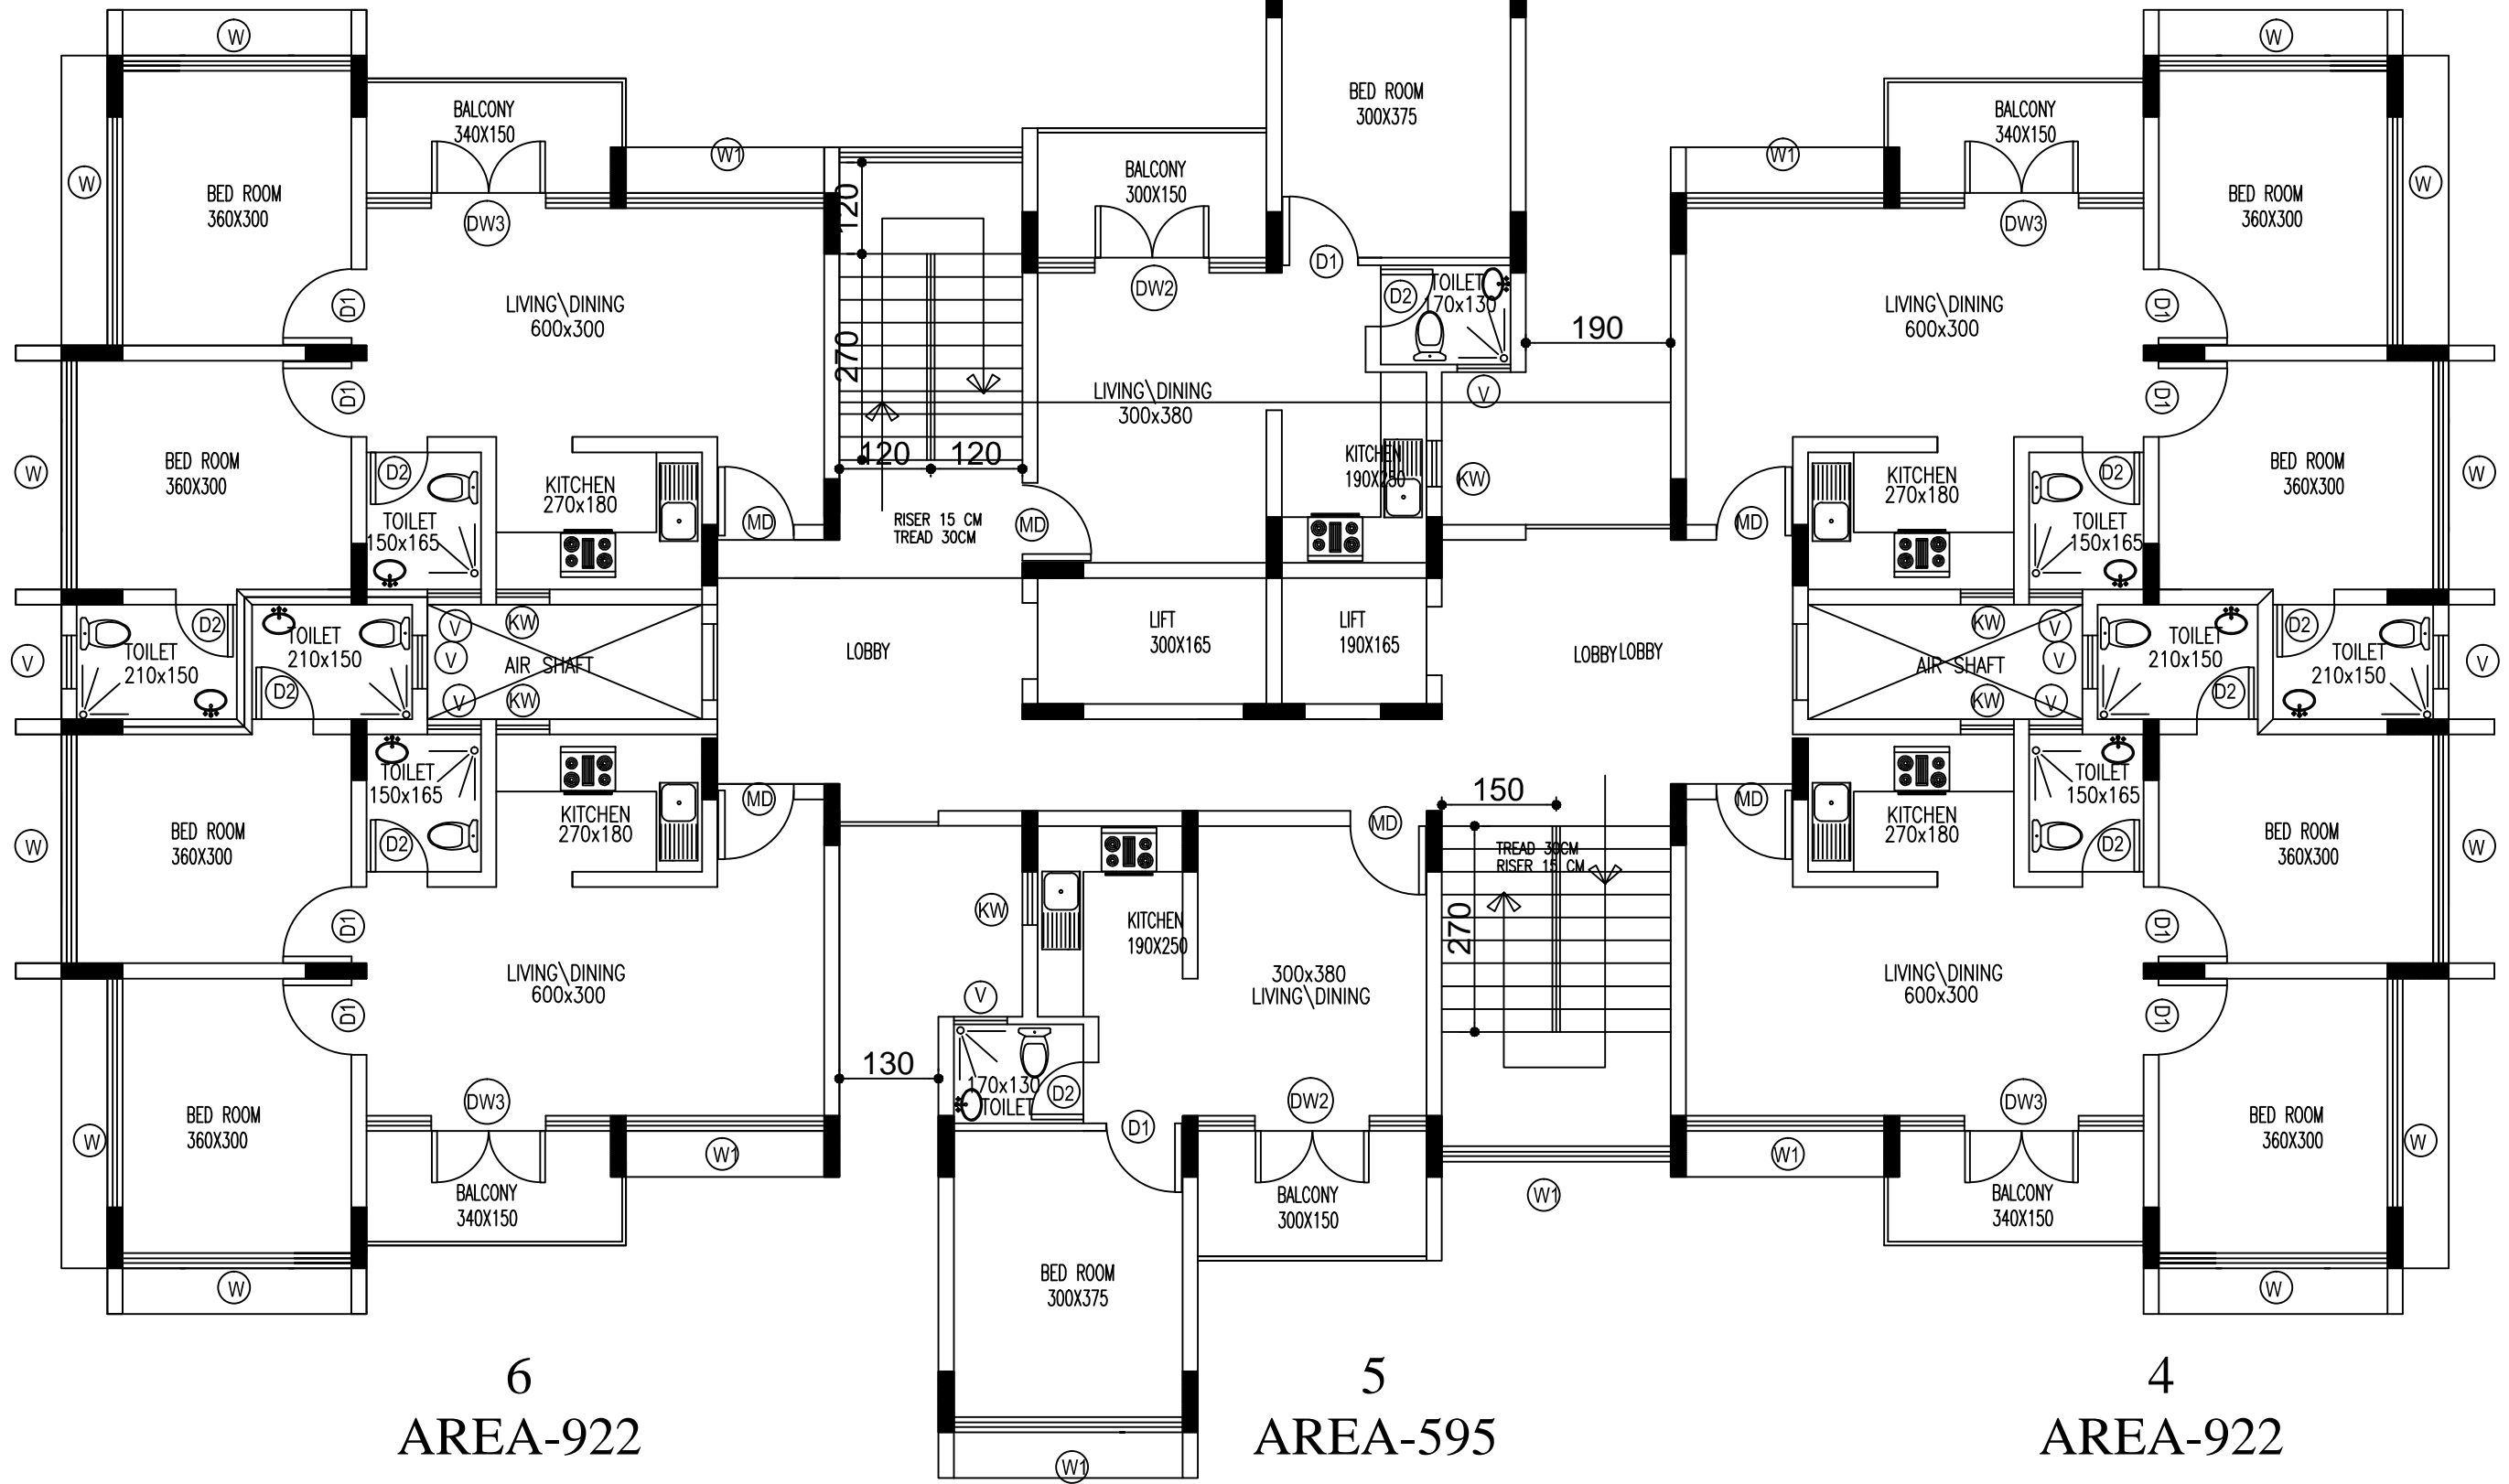 W
W
BALCONY
340X150
W1
BED ROOM
360X300
W
DW3
D1
LIVING\DINING
600x300
D1
W
BED ROOM
360X300
D2
TOILET
150x165
KITCHEN
270x180
MD
120
270
120
120
RISER 15 CM
TREAD 30CM
BALCONY
300X150
DW2
BED ROOM
300X375
D1
D2
TOILET
170x130
V
LIVING\DINING
300x380
KITCHEN
190X250
KW
MD
190
W1
BALCONY
340X150
DW3
BED ROOM
360X300
W
LIVING\DINING
600x300
D1
D1
BED ROOM
360X300
W
MD
KITCHEN
270x180
D2
TOILET
150x165
V
TOILET
210x150
D2
TOILET
210x150
D2
V
KW
V
AIR SHAFT
V
KW
LOBBY
LIFT
300X165
LIFT
190X165
LOBBY
LOBBY
KW
V
V
AIR SHAFT
KW
V
TOILET
210x150
D2
D2
TOILET
210x150
V
W
BED ROOM
360X300
TOILET
150x165
D2
KITCHEN
270x180
MD
D1
LIVING\DINING
600x300
D1
W
BED ROOM
360X300
DW3
BALCONY
340X150
W1
W
130
KW
V
KITCHEN
190X250
300x380
LIVING\DINING
MD
170x130
TOILET
D2
D1
DW2
BED ROOM
300X375
BALCONY
300X150
W1
150
TREAD 30CM
RISER 15 CM
270
W1
MD
KITCHEN
270x180
TOILET
150x165
D2
BED ROOM
360X300
W
D1
LIVING\DINING
600x300
D1
DW3
W1
BALCONY
340X150
BED ROOM
360X300
W
W
6
AREA-922
5
AREA-595
4
AREA-922